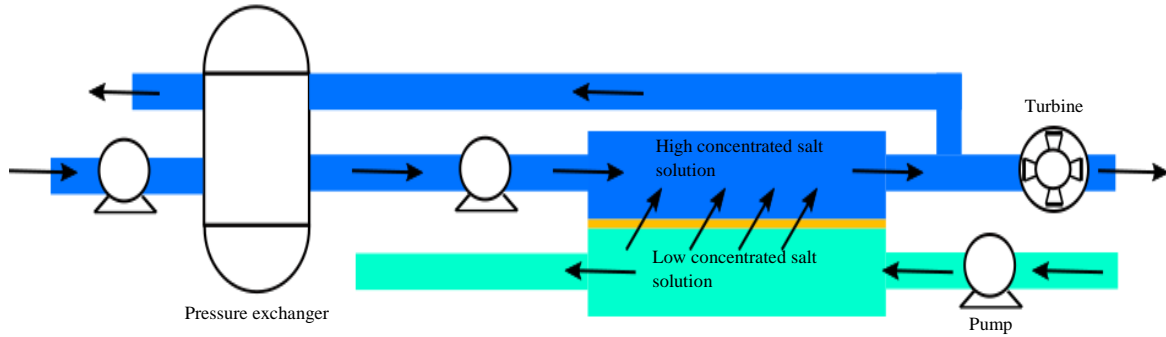 Turbine
High concentrated salt
solution
Low concentrated salt
solution
Pressure exchanger
Pump